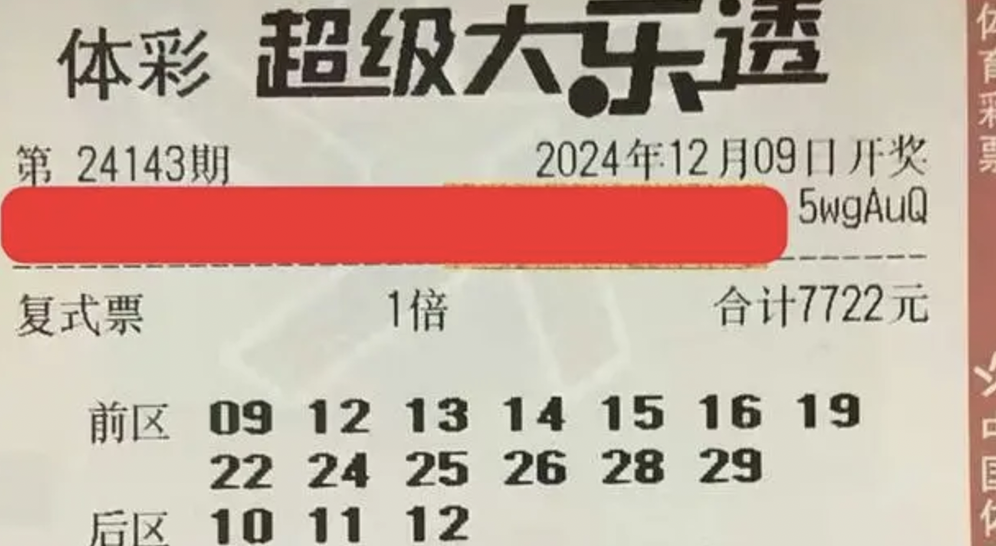 体彩 超级大乐透
第 24143期 2024年12月09日开奖
5wgAuQ
复式票 1倍 合计7722元
前区 09 12 13 14 15 16 19
22 24 25 26 28 29
后区 10 11 12
体育彩票
中国体